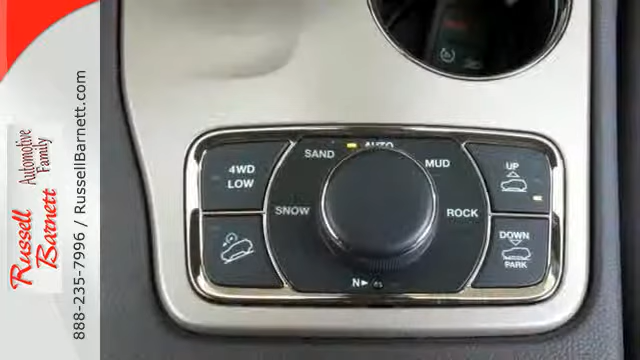 Russell
Barnett
Automotive
Family
888-235-7996 / RussellBarnett.com
4WD
LOW
SNOW
SAND
AUTO
MUD
ROCK
N
UP
DOWN
PARK